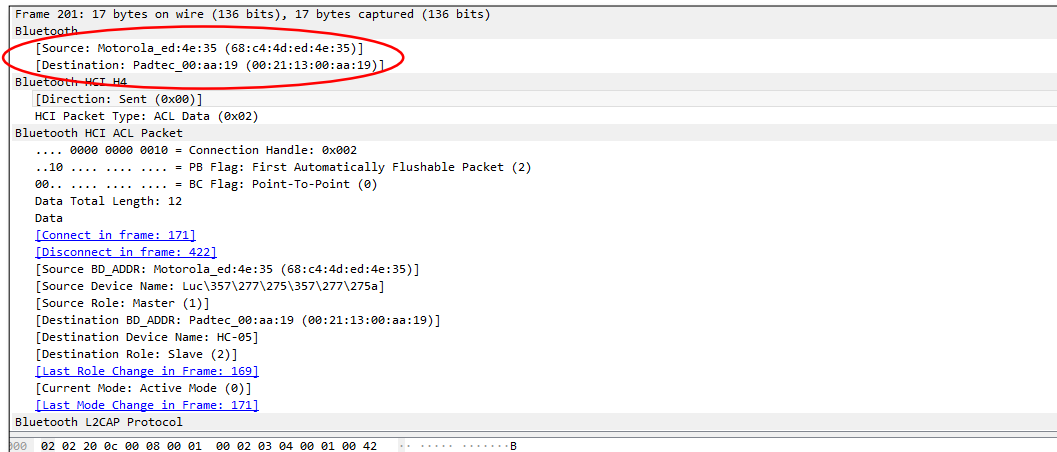 Frame 201: 17 bytes on wire (136 bits), 17 bytes captured (136 bits)
Bluetooth
[Source: Motorola_ed:4e:35 (68:c4:4d:ed:4e:35)]
[Destination: Padtec_00:aa:19 (00:21:13:00:aa:19)]
Bluetooth HCI H4
[Direction: Sent (0x00)]
HCI Packet Type: ACL Data (0x02)
Bluetooth HCI ACL Packet
.... 0000 0000 0010 = Connection Handle: 0x002
..10 .... .... .... = PB Flag: First Automatically Flushable Packet (2)
00.. .... .... .... = BC Flag: Point-To-Point (0)
Data Total Length: 12
Data
[Connect in frame: 171]
[Disconnect in frame: 422]
[Source BD_ADDR: Motorola_ed:4e:35 (68:c4:4d:ed:4e:35)]
[Source Device Name: Luc\357\277\275\357\277\275a]
[Source Role: Master (1)]
[Destination BD_ADDR: Padtec_00:aa:19 (00:21:13:00:aa:19)]
[Destination Device Name: HC-05]
[Destination Role: Slave (2)]
[Last Role Change in Frame: 169]
[Current Mode: Active Mode (0)]
[Last Mode Change in Frame: 171]
Bluetooth L2CAP Protocol
000 02 02 20 0c 00 08 00 01 00 02 03 04 00 01 00 42 ·· ····· ·······B